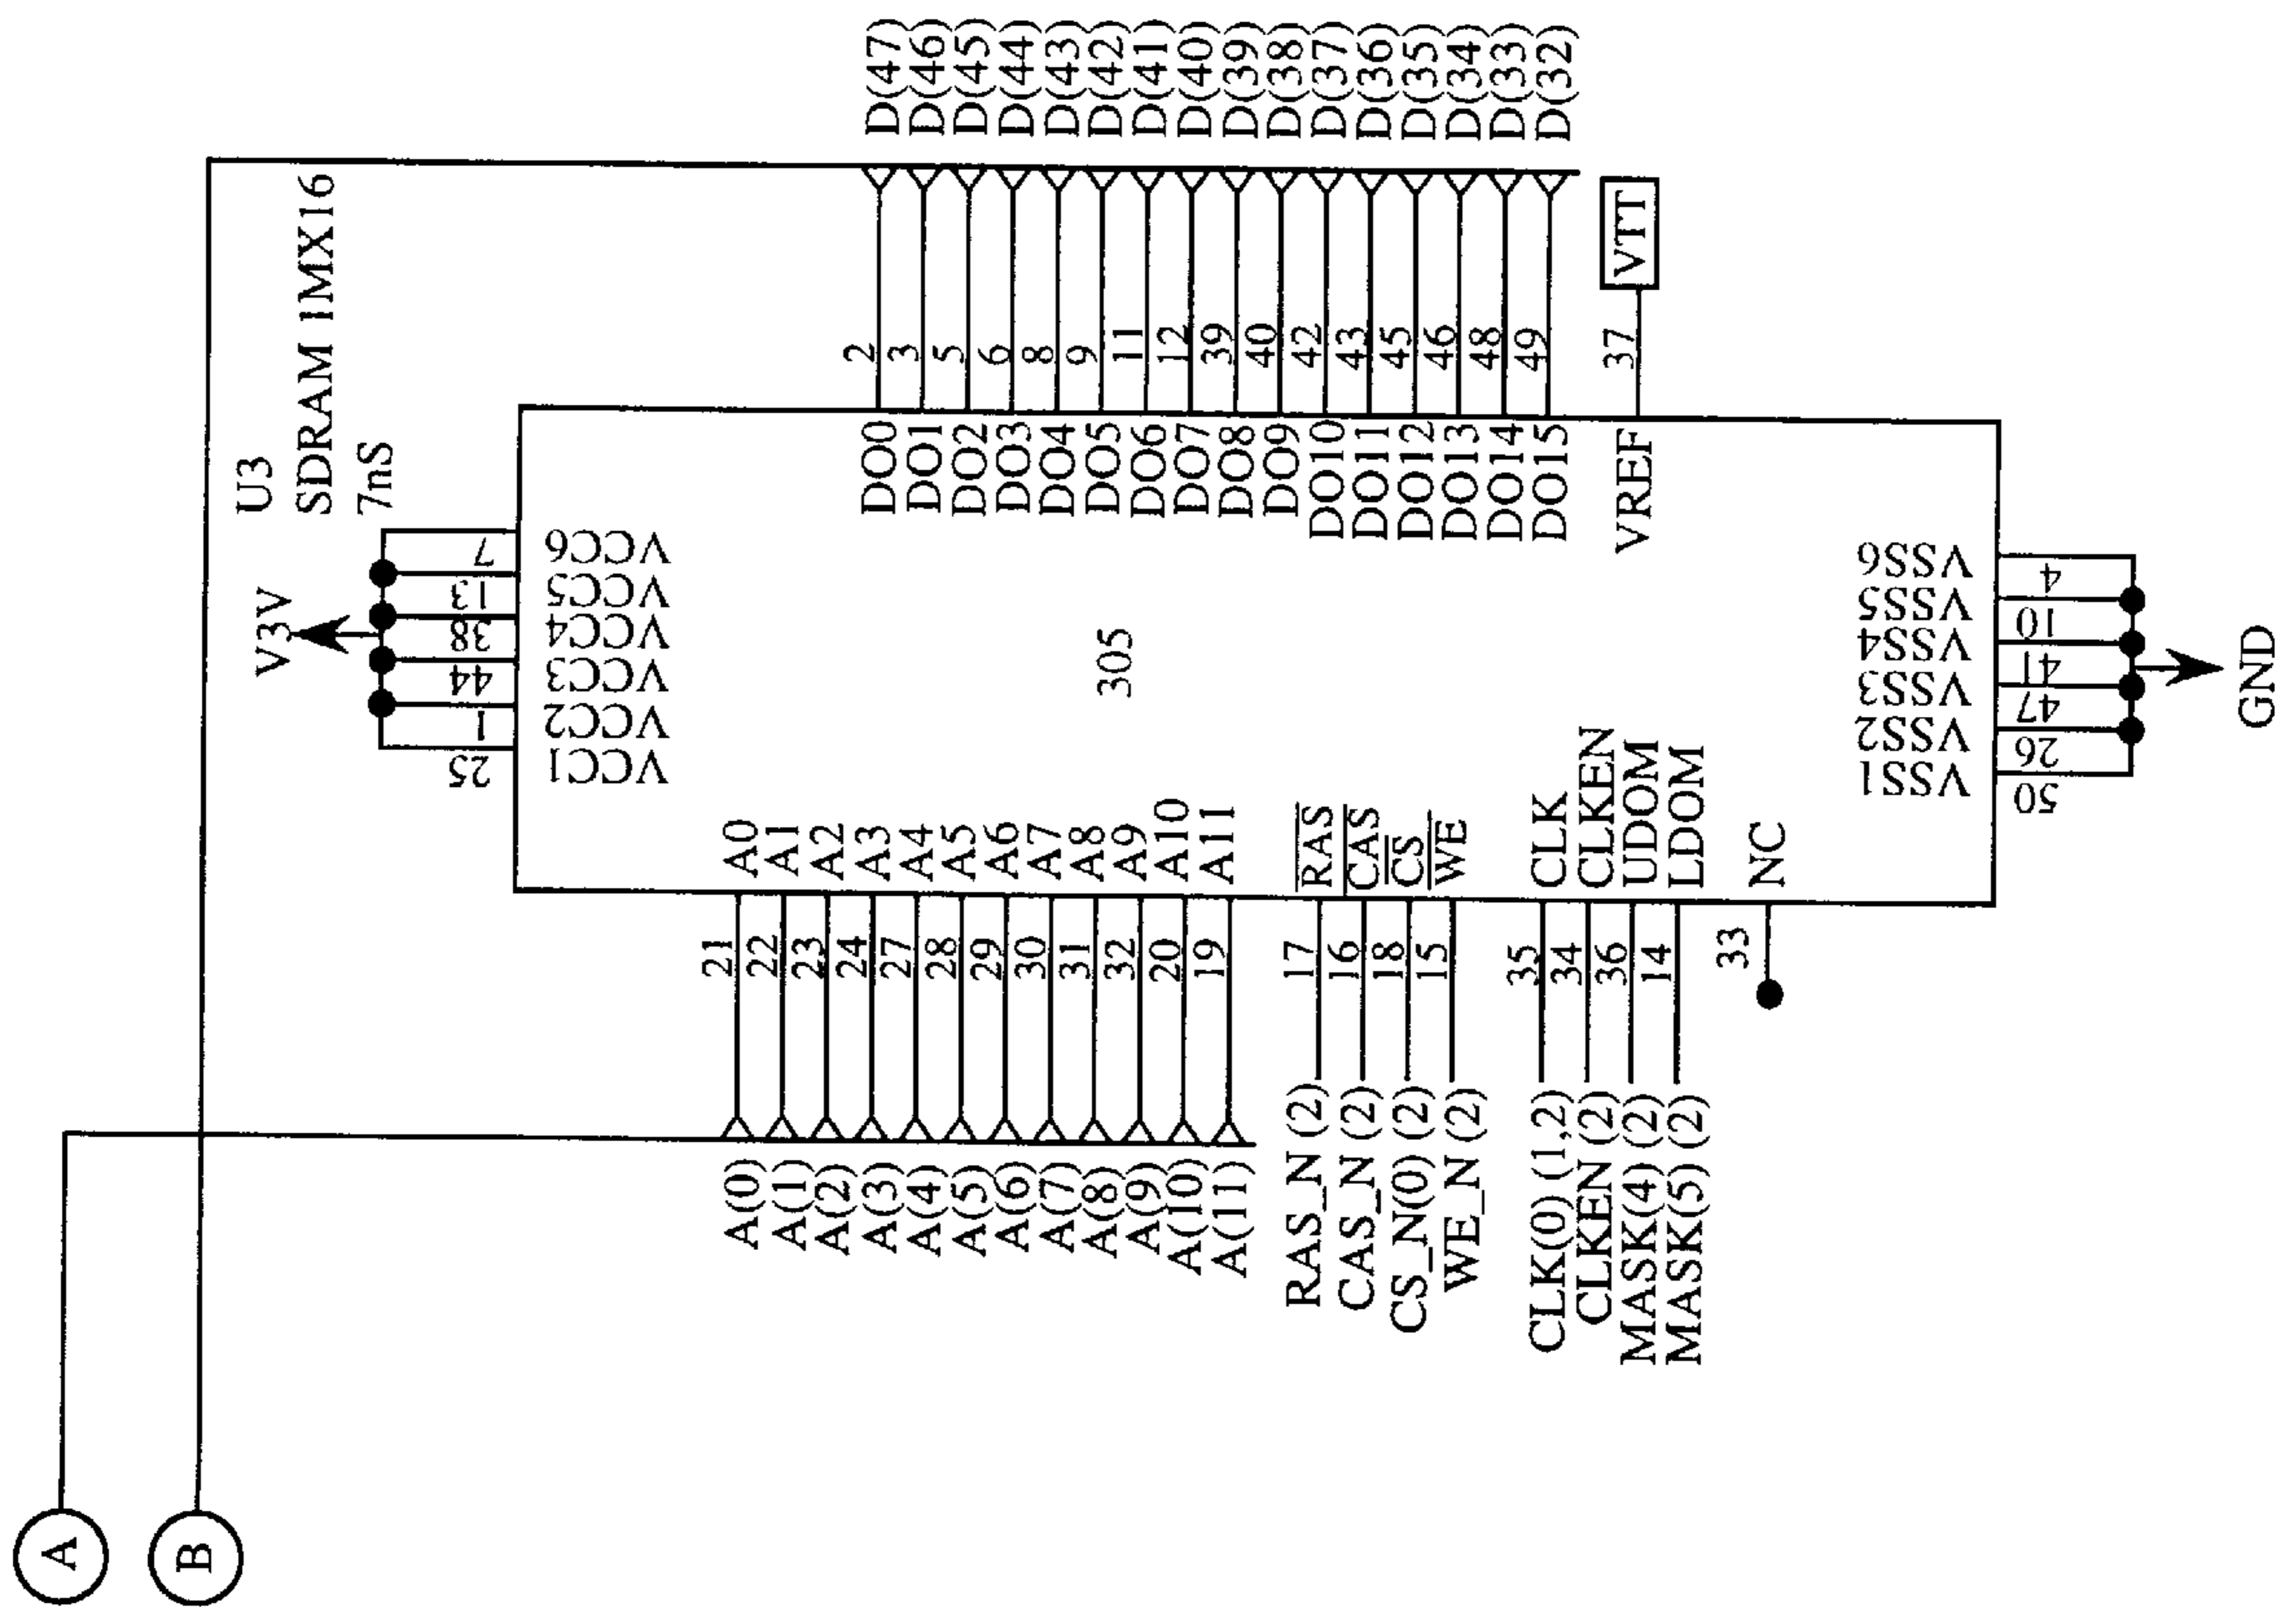 A
B
U3
SDRAM 1MX16
7nS
V3V
25 VCC1
1 VCC2
44 VCC3
38 VCC4
13 VCC5
7 VCC6
305
A(0) 21 A0
A(1) 22 A1
A(2) 23 A2
A(3) 24 A3
A(4) 27 A4
A(5) 28 A5
A(6) 29 A6
A(7) 30 A7
A(8) 31 A8
A(9) 32 A9
A(10) 20 A10
A(11) 19 A11
RAS_N (2) 17 RAS
CAS_N (2) 16 CAS
CS_N(0) (2) 18 CS
WE_N (2) 15 WE
CLK(0) (1,2) 35 CLK
CLKEN (2) 34 CLKEN
MASK(4) (2) 36 UDOM
MASK(5) (2) 14 LDOM
33 NC
DO0 2 D(47)
DO1 3 D(46)
DO2 5 D(45)
DO3 6 D(44)
DO4 8 D(43)
DO5 9 D(42)
DO6 11 D(41)
DO7 12 D(40)
DO8 39 D(39)
DO9 40 D(38)
DO10 42 D(37)
DO11 43 D(36)
DO12 45 D(35)
DO13 46 D(34)
DO14 48 D(33)
DO15 49 D(32)
VREF 37 VTT
VSS1 50
VSS2 26
VSS3 47
VSS4 41
VSS5 10
VSS6 4
GND